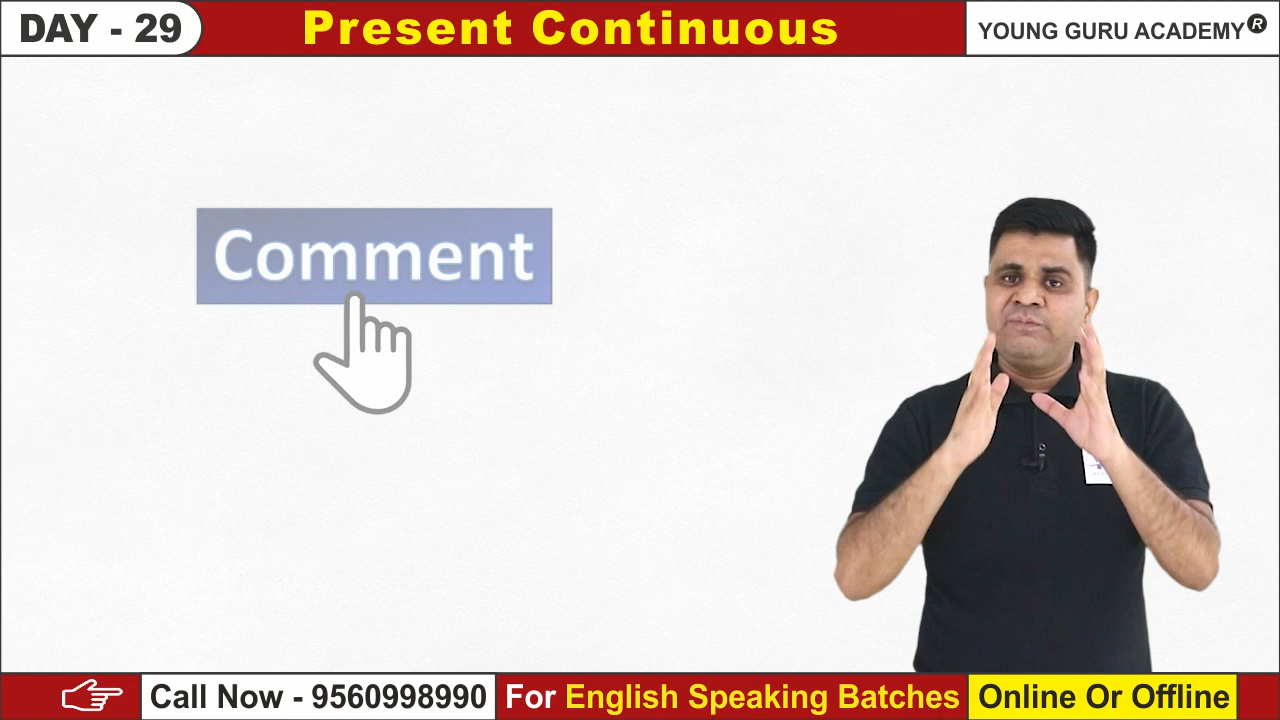 DAY - 29
Present Continuous
YOUNG GURU ACADEMY®
Comment
Call Now - 9560998990 For English Speaking Batches Online Or Offline